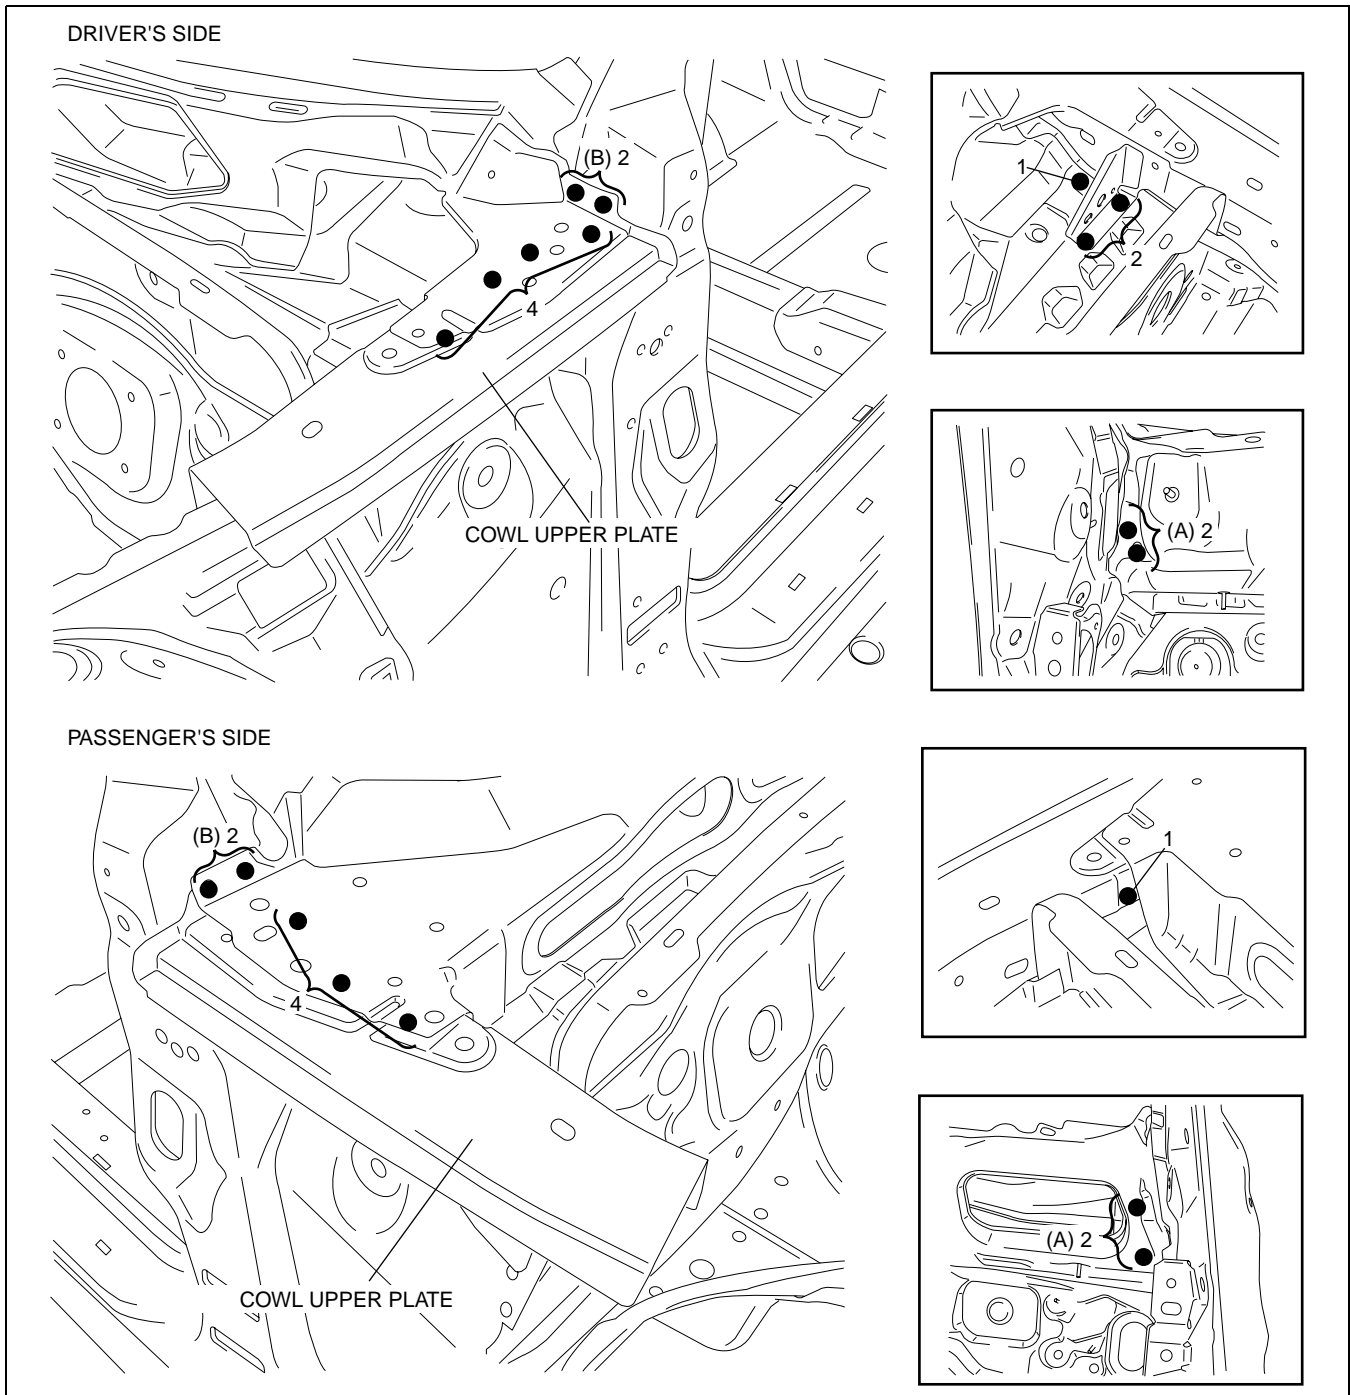 DRIVER'S SIDE
(B) 2
4
COWL UPPER PLATE
1
2
(A) 2
PASSENGER'S SIDE
(B) 2
4
COWL UPPER PLATE
1
(A) 2